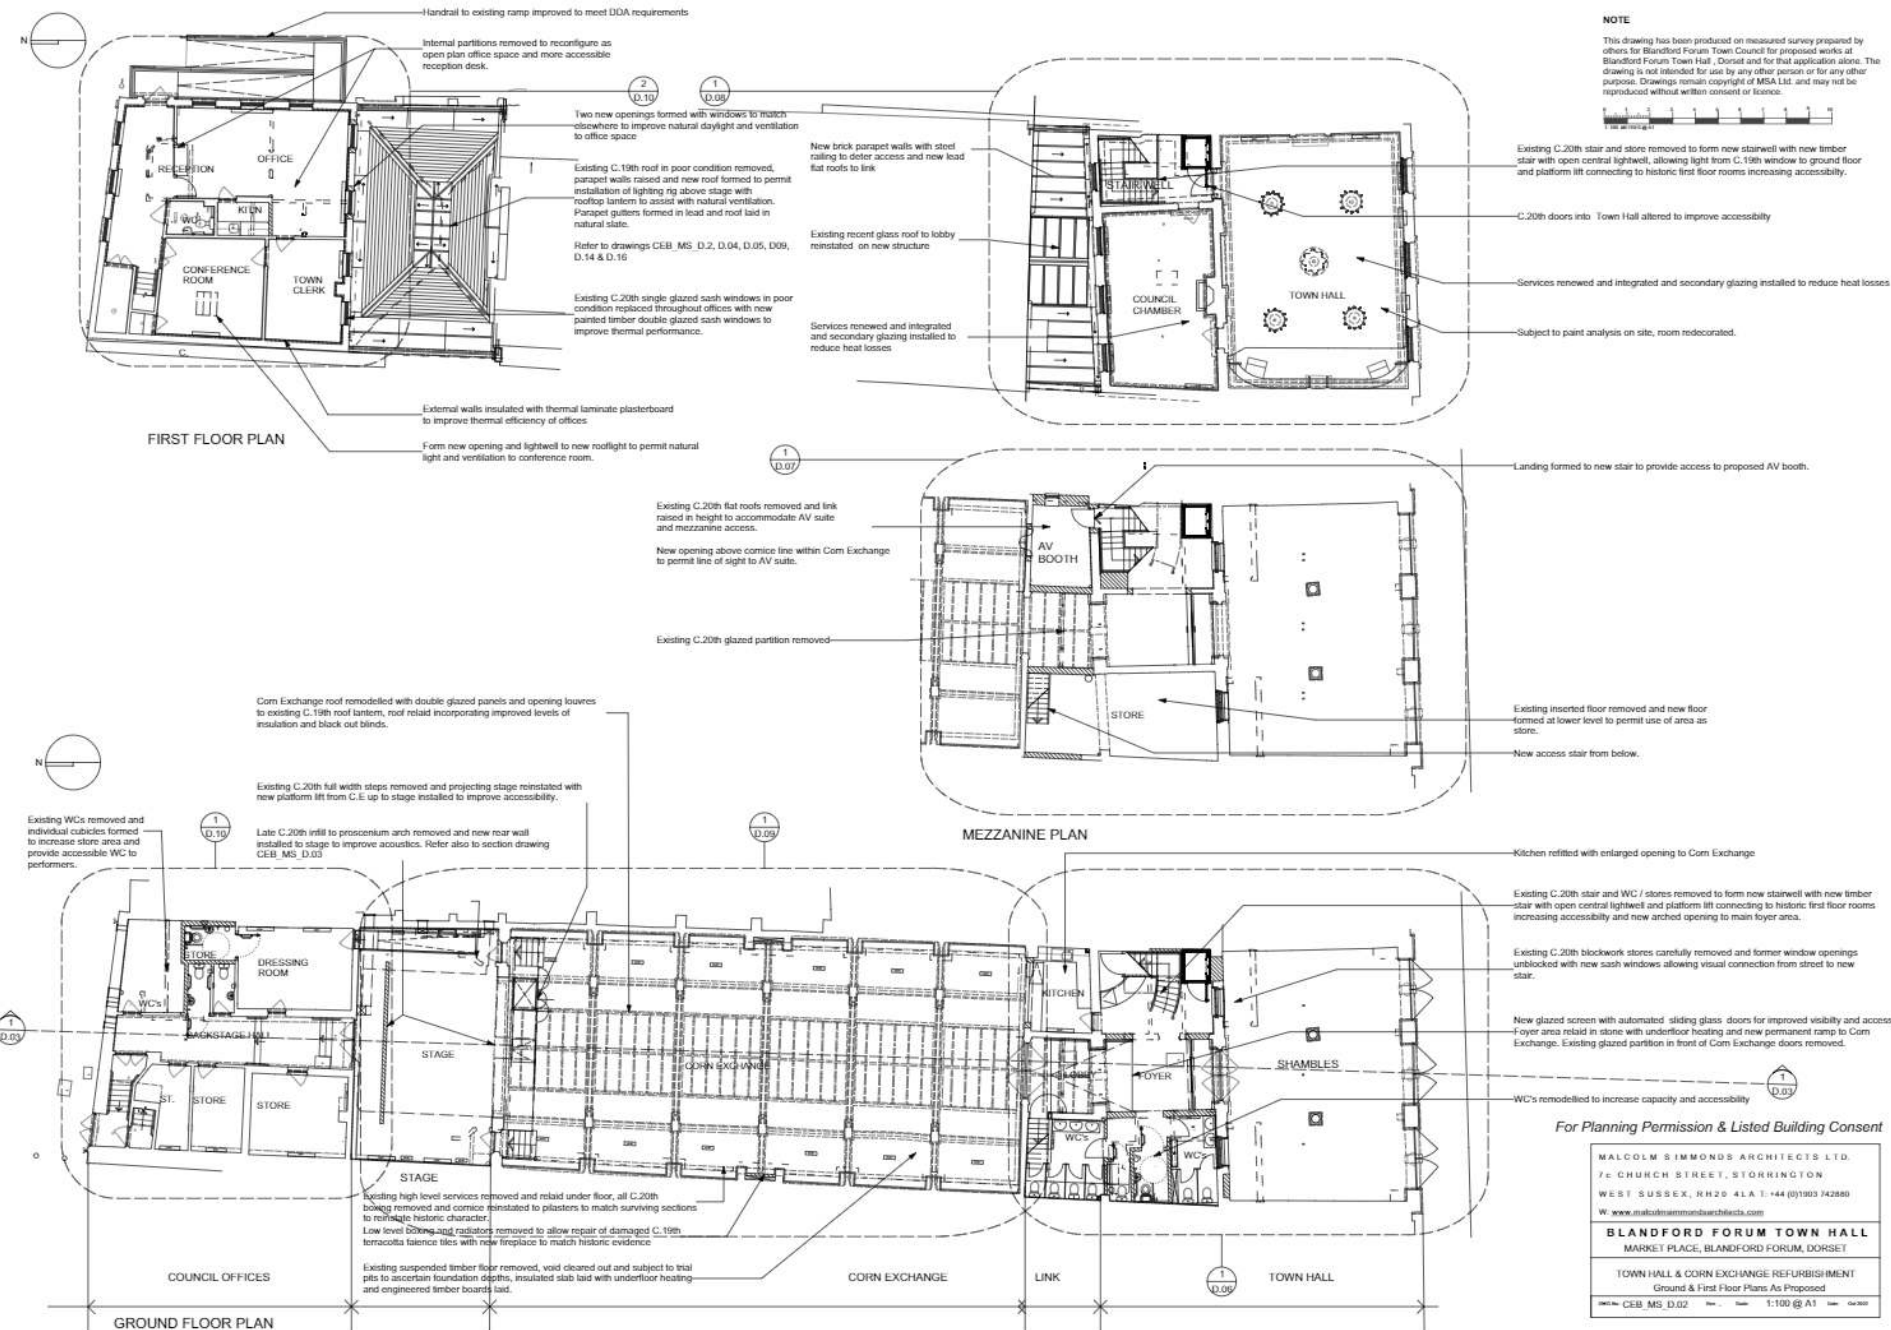 N
Handrail to existing ramp improved to meet DDA requirements
Internal partitions removed to reconfigure as
open plan office space and more accessible
reception desk.
2
D.10
Two new openings formed with windows to match
elsewhere to improve natural daylight and ventilation
to office space
Existing C.19th roof in poor condition removed,
parapet walls raised and new roof formed to permit
installation of lighting rig above stage with
rooftop lantern to assist with natural ventilation.
Parapet gutters formed in lead and roof laid in
natural slate.
Refer to drawings CEB_MS_D.2, D.04, D.05, D09,
D.14 & D.16
Existing C.20th single glazed sash windows in poor
condition replaced throughout offices with new
painted timber double glazed sash windows to
improve thermal performance.
RECEPTION
OFFICE
WC
KITN
CONFERENCE
ROOM
TOWN
CLERK
External walls insulated with thermal laminate plasterboard
to improve thermal efficiency of offices
Form new opening and lightwell to new rooflight to permit natural
light and ventilation to conference room.
FIRST FLOOR PLAN
1
D.08
New brick parapet walls with steel
railing to deter access and new lead
flat roofs to link
Existing recent glass roof to lobby
reinstated on new structure
Services renewed and integrated
and secondary glazing installed to
reduce heat losses
STAIRWELL
COUNCIL
CHAMBER
TOWN HALL
NOTE
This drawing has been produced on measured survey prepared by
others for Blandford Forum Town Council for proposed works at
Blandford Forum Town Hall , Dorset and for that application alone. The
drawing is not intended for use by any other person or for any other
purpose. Drawings remain copyright of MSA Ltd. and may not be
reproduced without written consent or licence.
Existing C.20th stair and store removed to form new stairwell with new timber
stair with open central lightwell, allowing light from C.19th window to ground floor
and platform lift connecting to historic first floor rooms increasing accessibilty.
C.20th doors into Town Hall altered to improve accessibilty
Services renewed and integrated and secondary glazing installed to reduce heat losses
Subject to paint analysis on site, room redecorated.
1
D.07
Existing C.20th flat roofs removed and link
raised in height to accommodate AV suite
and mezzanine access.
New opening above cornice line within Corn Exchange
to permit line of sight to AV suite.
Existing C.20th glazed partition removed
AV
BOOTH
STORE
Landing formed to new stair to provide access to proposed AV booth.
Existing inserted floor removed and new floor
formed at lower level to permit use of area as
store.
New access stair from below.
MEZZANINE PLAN
N
Corn Exchange roof remodelled with double glazed panels and opening louvres
to existing C.19th roof lantern, roof relaid incorporating improved levels of
insulation and black out blinds.
Existing C.20th full width steps removed and projecting stage reinstated with
new platform lift from C.E up to stage installed to improve accessibility.
Late C.20th infill to proscenium arch removed and new rear wall
installed to stage to improve acoustics. Refer also to section drawing
CEB_MS_D.03
Existing WCs removed and
individual cubicles formed
to increase store area and
provide accessible WC to
performers.
1
D.10
1
D.09
1
D.03
STORE
DRESSING
ROOM
WC's
BACKSTAGE HALL
STAGE
CORN EXCHANGE
ST.
STORE
STORE
STAGE
KITCHEN
LOBBY
FOYER
SHAMBLES
WC's
WC's
Kitchen refitted with enlarged opening to Corn Exchange
Existing C.20th stair and WC / stores removed to form new stairwell with new timber
stair with open central lightwell and platform lift connecting to historic first floor rooms
increasing accessibilty and new arched opening to main foyer area.
Existing C.20th blockwork stores carefully removed and former window openings
unblocked with new sash windows allowing visual connection from street to new
stair.
New glazed screen with automated sliding glass doors for improved visibilty and access
Foyer area relaid in stone with underfloor heating and new permanent ramp to Corn
Exchange. Existing glazed partition in front of Corn Exchange doors removed.
1
D.03
WC's remodelled to increase capacity and accessibility
Existing high level services removed and relaid under floor, all C.20th
boxing removed and cornice reinstated to pilasters to match surviving sections
to reinstate historic character.
Low level boxing and radiators removed to allow repair of damaged C.19th
terracotta faience tiles with new fireplace to match historic evidence
Existing suspended timber floor removed, void cleared out and subject to trial
pits to ascertain foundation depths, insulated slab laid with underfloor heating
and engineered timber boards laid.
1
D.06
COUNCIL OFFICES
CORN EXCHANGE
LINK
TOWN HALL
GROUND FLOOR PLAN
For Planning Permission & Listed Building Consent
MALCOLM SIMMONDS ARCHITECTS LTD.
7c CHURCH STREET, STORRINGTON
WEST SUSSEX, RH20 4LA T: +44 (0)1903 742880
W: www.malcolmsimmondsarchitects.com
BLANDFORD FORUM TOWN HALL
MARKET PLACE, BLANDFORD FORUM, DORSET
TOWN HALL & CORN EXCHANGE REFURBISHMENT
Ground & First Floor Plans As Proposed
CEB_MS_D.02 1:100 @ A1